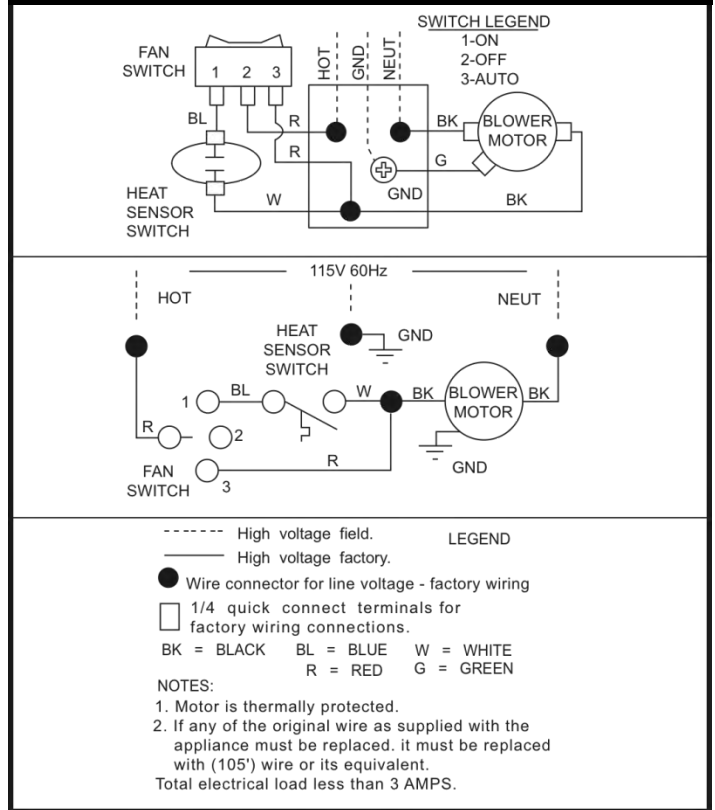 SWITCH LEGEND
1-ON
2-OFF
3-AUTO
FAN
SWITCH
1 2 3
HOT
GND
NEUT
BL
R
R
BK
BLOWER
MOTOR
G
GND
HEAT
SENSOR
SWITCH
W
BK
115V 60Hz
HOT
NEUT
HEAT
SENSOR
SWITCH
GND
1
BL
W
BK
BLOWER
MOTOR
BK
R
2
R
GND
FAN
SWITCH
3
High voltage field.
LEGEND
High voltage factory.
Wire connector for line voltage - factory wiring
1/4 quick connect terminals for
factory wiring connections.
BK = BLACK BL = BLUE W = WHITE
R = RED G = GREEN
NOTES:
1. Motor is thermally protected.
2. If any of the original wire as supplied with the
appliance must be replaced. it must be replaced
with (105') wire or its equivalent.
Total electrical load less than 3 AMPS.